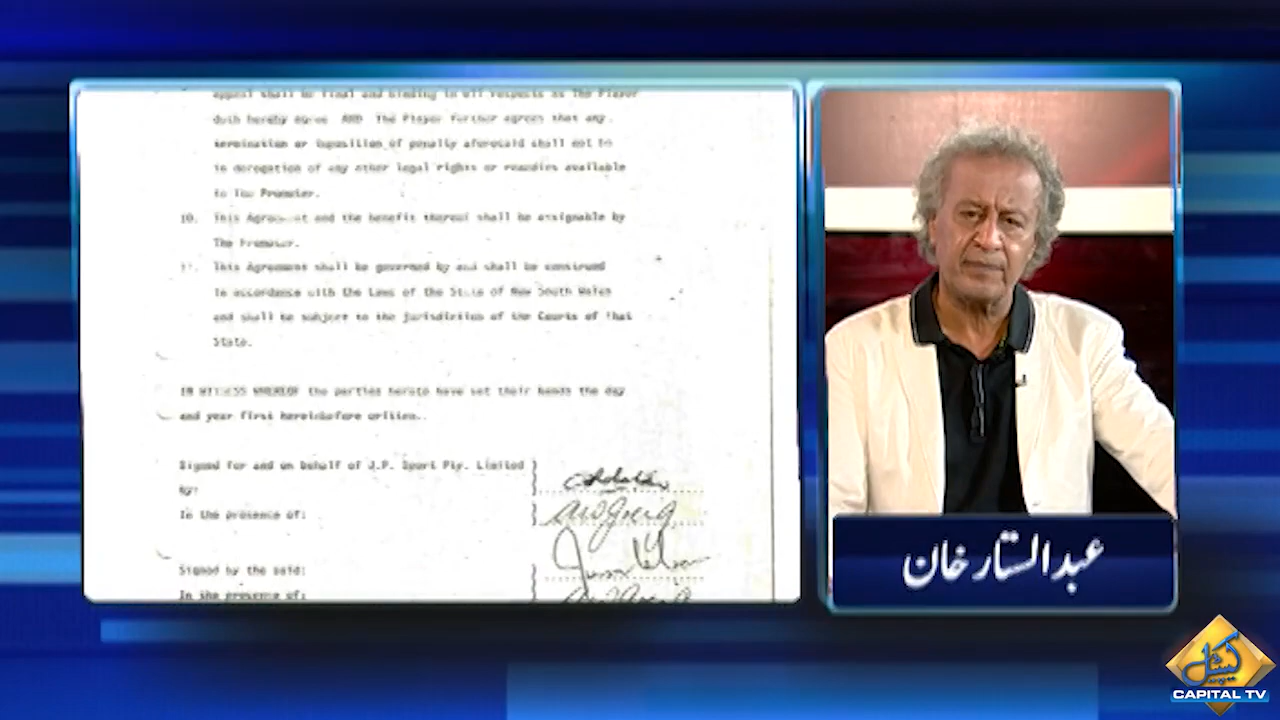 appeal shall be final and binding in all respects as The Player
doth hereby agree AND The Player further agrees that any
termination or imposition of penalty aforesaid shall not be
in derogation of any other legal rights or remedies available
to The Promoter.
10. This Agreement and the benefit thereof shall be assignable by
The Promoter.
11. This Agreement shall be governed by and shall be construed
in accordance with the Laws of the State of New South Wales
and shall be subject to the jurisdiction of the Courts of that
State.
IN WITNESS WHEREOF the parties hereto have set their hands the day
and year first hereinbefore written.
Signed for and on behalf of J.P. Sport Pty. Limited }
by:
In the presence of: }
Signed by the said: }
In the presence of: }
عبدالستار خان
کیپیٹل
CAPITAL TV